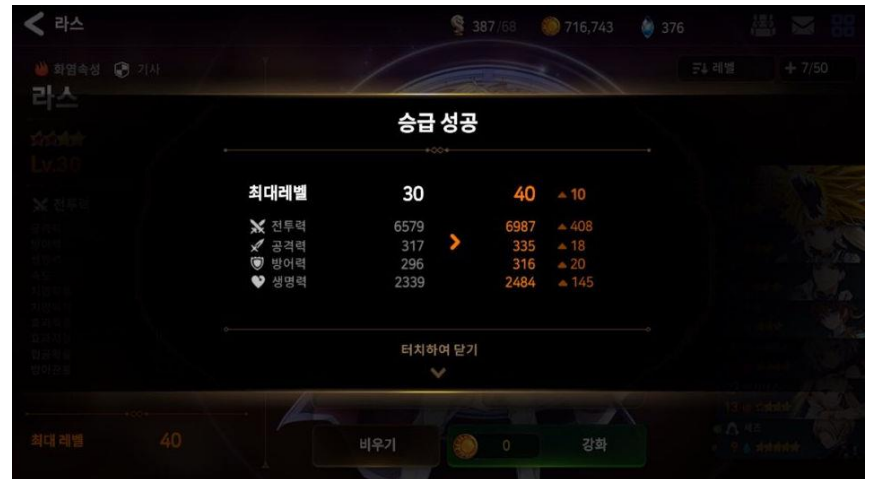 라스 387/68 716,743 376
화염속성 기사 레벨 + 7/50
라스
Lv.30
전투력
승급 성공
최대레벨 30 40 10
전투력 6579 6987 408
공격력 317 335 18
방어력 296 316 20
생명력 2339 2484 145
터치하여 닫기
최대 레벨 40
비우기 0 강화